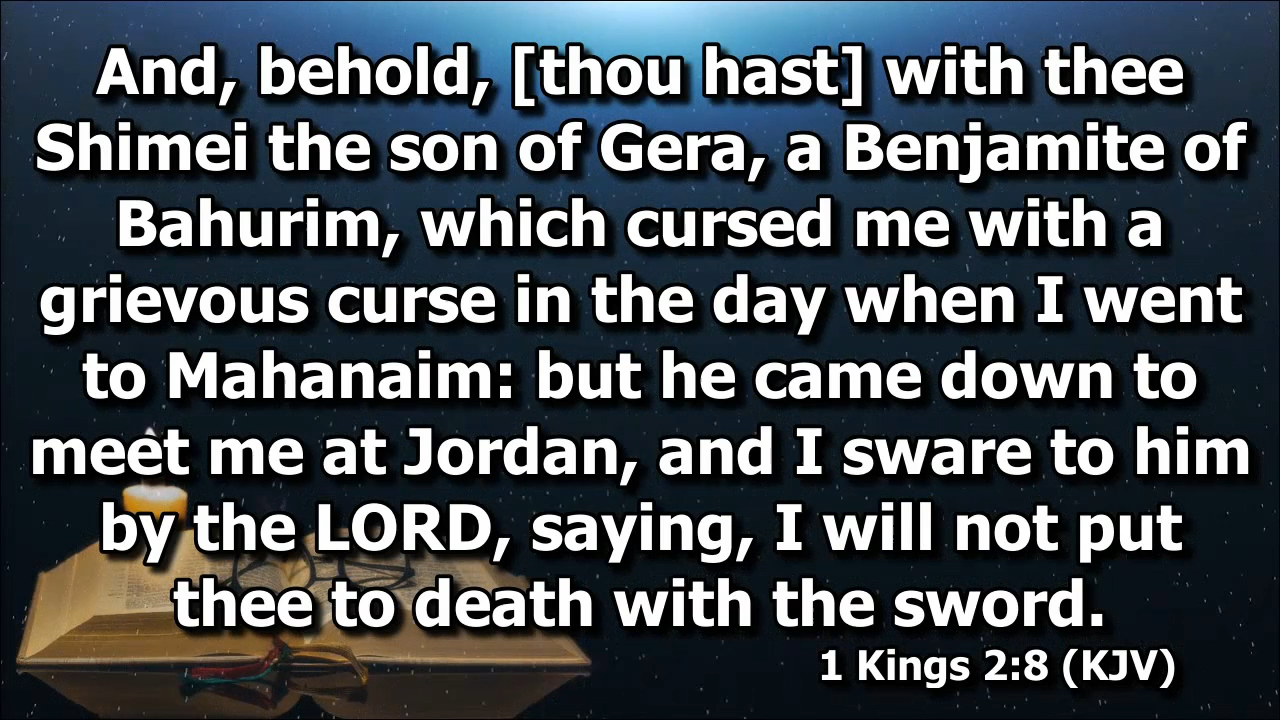 And, behold, [thou hast] with thee
Shimei the son of Gera, a Benjamite of
Bahurim, which cursed me with a
grievous curse in the day when I went
to Mahanaim: but he came down to
meet me at Jordan, and I sware to him
by the LORD, saying, I will not put
thee to death with the sword.
1 Kings 2:8 (KJV)